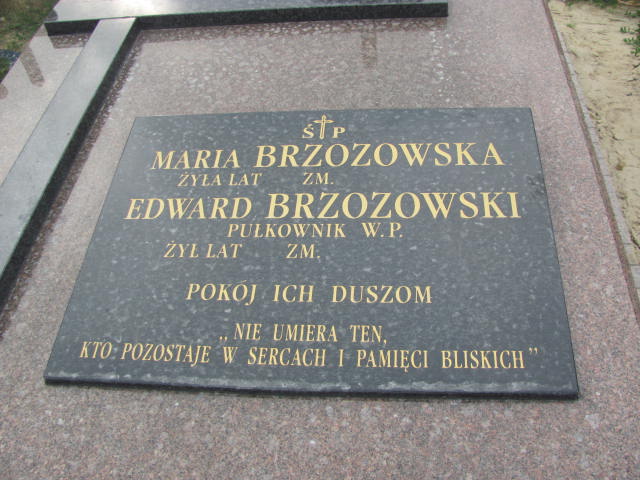 Ś P
MARIA BRZOZOWSKA
ŻYŁA LAT ZM.
EDWARD BRZOZOWSKI
PUŁKOWNIK W.P.
ŻYŁ LAT ZM.
POKÓJ ICH DUSZOM
„NIE UMIERA TEN,
KTO POZOSTAJE W SERCACH I PAMIĘCI BLISKICH”